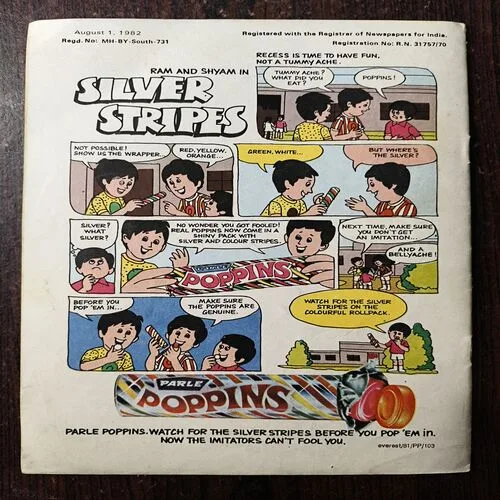 August 1, 1982
Regd. No: MH-BY-South-731
Registered with the Registrar of Newspapers for India.
Registration No: R.N. 31757/70
RAM AND SHYAM IN
SILVER
STRIPES
RECESS IS TIME TO HAVE FUN,
NOT A TUMMY ACHE.
TUMMY ACHE?
WHAT DID YOU
EAT?
POPPINS!
NOT POSSIBLE!
SHOW US THE WRAPPER...
RED, YELLOW,
ORANGE...
GREEN, WHITE...
BUT WHERE'S
THE SILVER?
SILVER?
WHAT
SILVER?
NO WONDER YOU GOT FOOLED!
REAL POPPINS NOW COME IN A
SHINY PACK WITH
SILVER AND COLOUR STRIPES.
PARLE
POPPINS
NEXT TIME, MAKE SURE
YOU DON'T GET
AN IMITATION...
AND A
BELLYACHE!
BEFORE YOU
POP 'EM IN...
MAKE SURE
THE POPPINS ARE
GENUINE.
WATCH FOR THE SILVER
STRIPES ON THE
COLOURFUL ROLLPACK.
PARLE
POPPINS
PARLE POPPINS. WATCH FOR THE SILVER STRIPES BEFORE YOU POP 'EM in.
NOW THE IMITATORS CAN'T FOOL YOU.
everest/81/PP/103